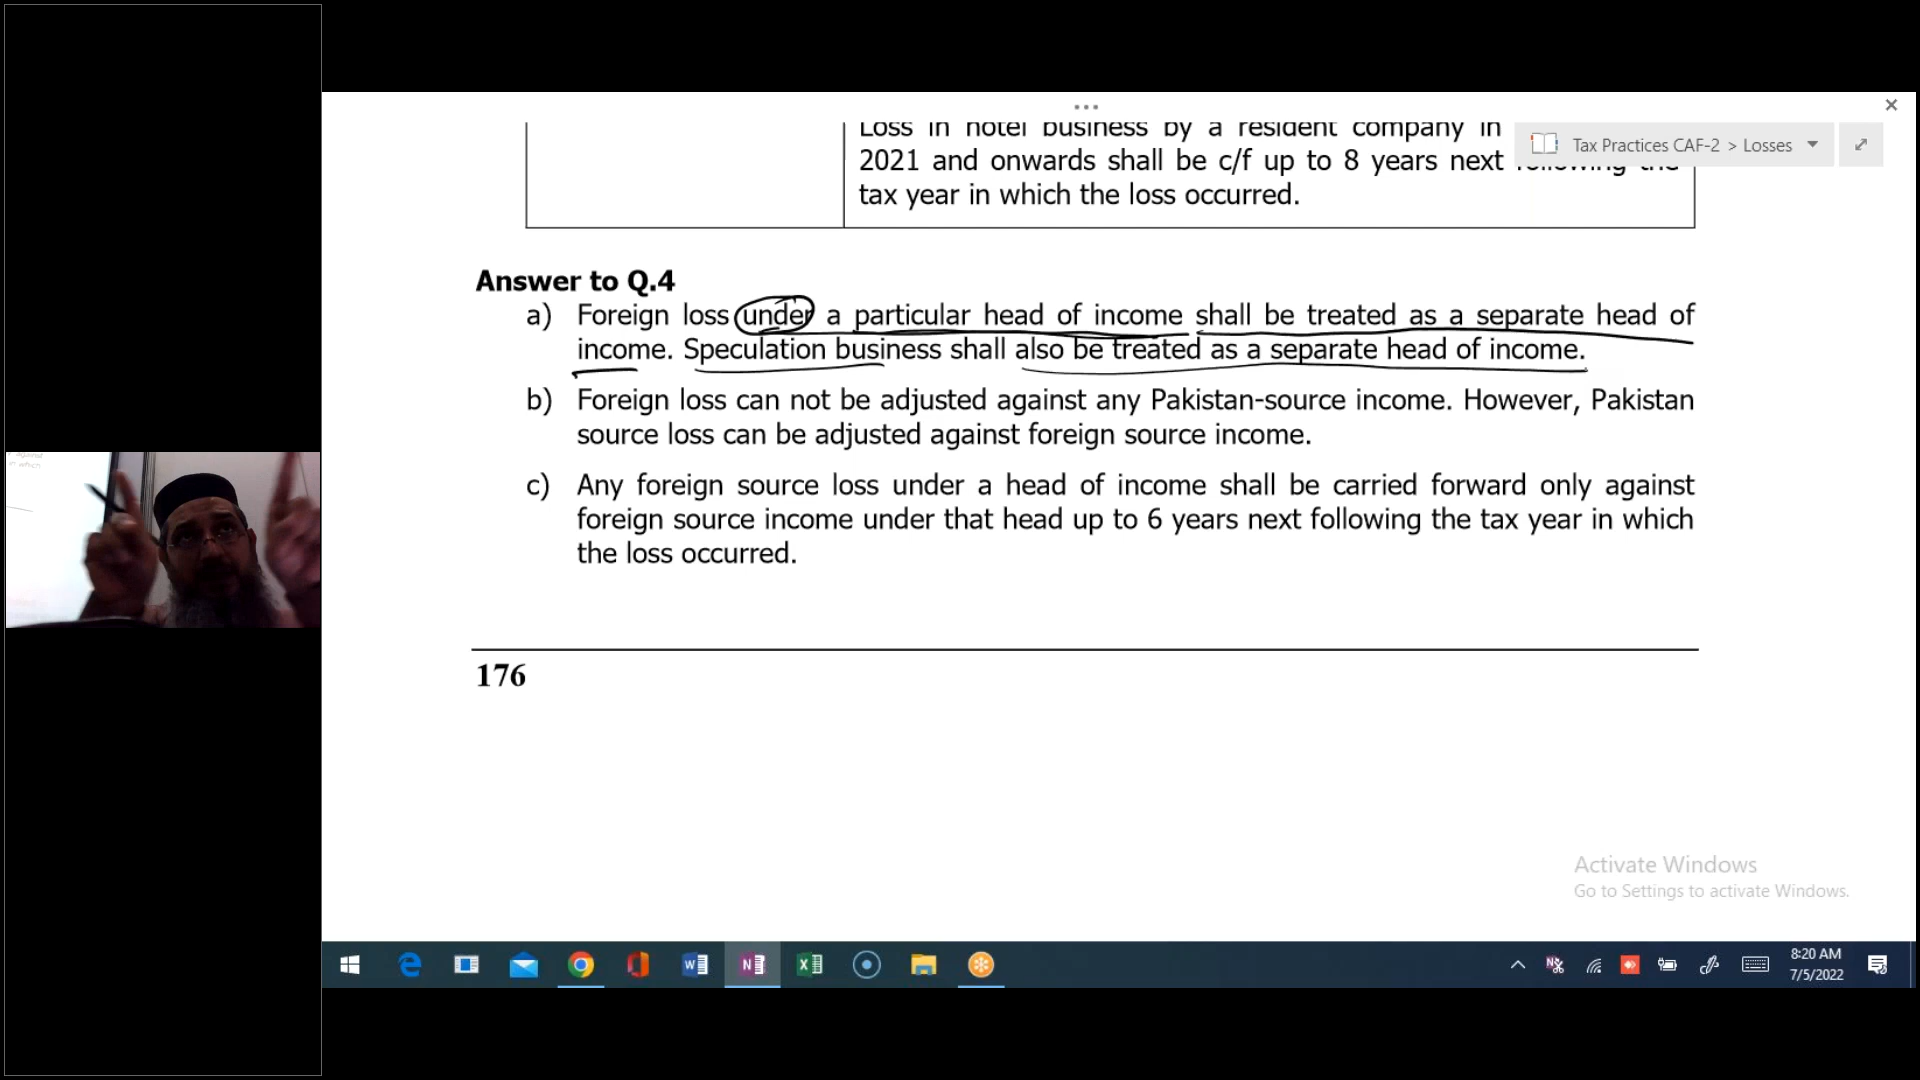 Loss in hotel business by a resident company in
2021 and onwards shall be c/f up to 8 years next following the
tax year in which the loss occurred.
Tax Practices CAF-2 > Losses
Answer to Q.4
a) Foreign loss under a particular head of income shall be treated as a separate head of
income. Speculation business shall also be treated as a separate head of income.
b) Foreign loss can not be adjusted against any Pakistan-source income. However, Pakistan
source loss can be adjusted against foreign source income.
c) Any foreign source loss under a head of income shall be carried forward only against
foreign source income under that head up to 6 years next following the tax year in which
the loss occurred.
176
Activate Windows
Go to Settings to activate Windows.
8:20 AM
7/5/2022